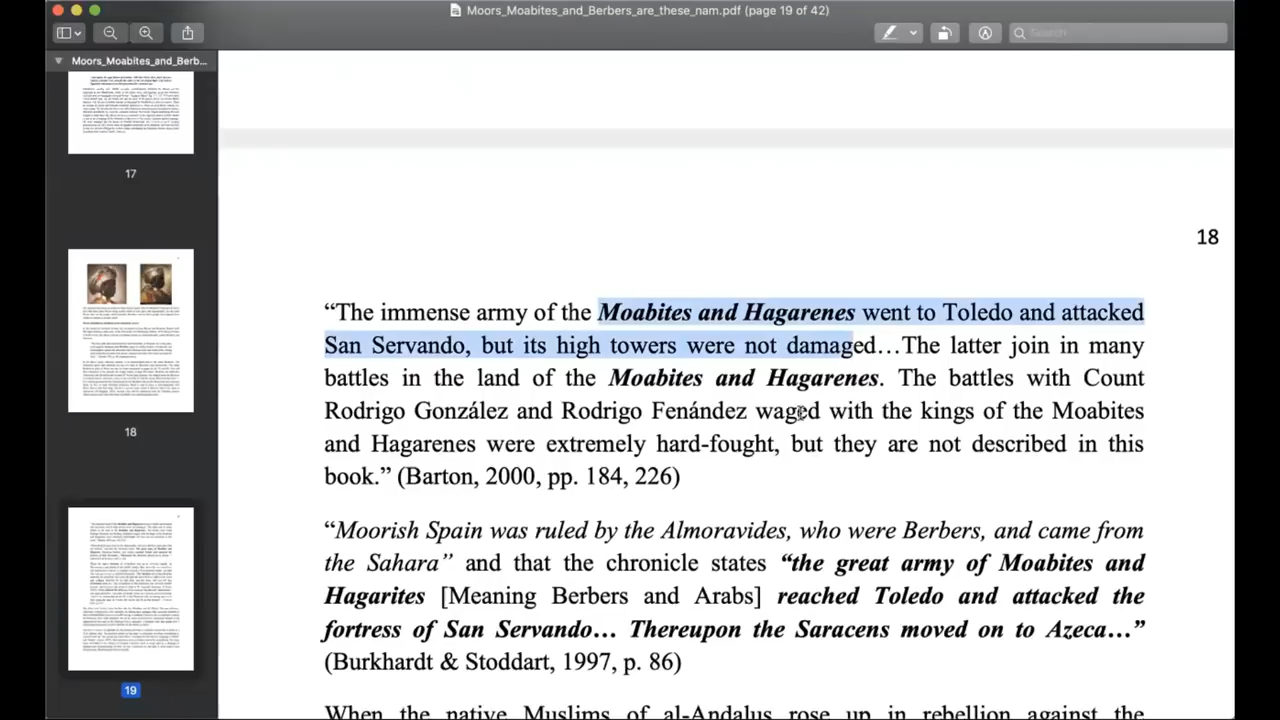 Moors_Moabites_and_Berbers_are_these_nam.pdf (page 19 of 42)
Search
Moors_Moabites_and_Berb...
17
18
19
18
“The immense army of the Moabites and Hagarenes went to Toledo and attacked
San Servando, but its high towers were not damaged…The latter join in many
battles in the land of the Moabites and Hagarenes. The battles with Count
Rodrigo González and Rodrigo Fenández waged with the kings of the Moabites
and Hagarenes were extremely hard-fought, but they are not described in this
book.” (Barton, 2000, pp. 184, 226)
“Moorish Spain was ruled by the Almoravides, who were Berbers, and came from
the Sahara” and that the chronicle states “the great army of Moabites and
Hagarenes [Meaning Berbers and Arabs] reached Toledo and attacked the
of San Thereupon the moved on to Azeca…”
(Burkhardt & Stoddart, 1997, p. 86)
When the native Muslims of al-Andalus rose up in rebellion against the